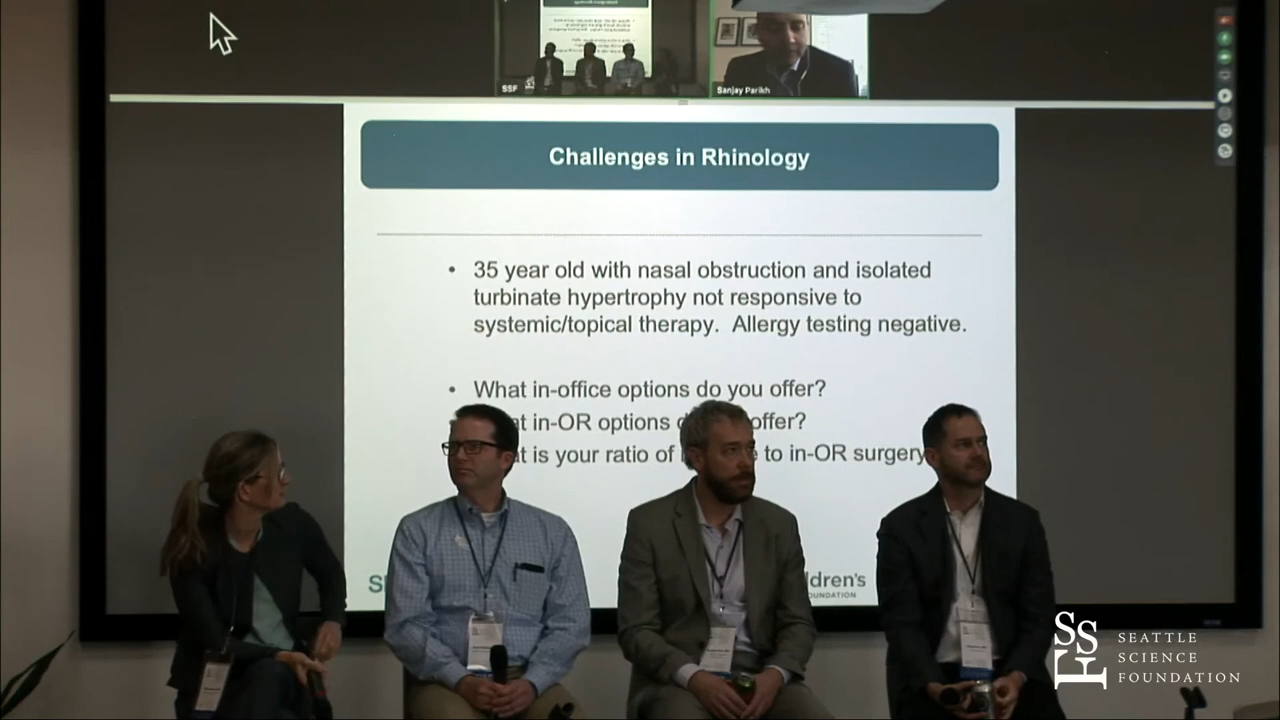 SSF
Sanjay Parikh
Challenges in Rhinology
• 35 year old with nasal obstruction and isolated
turbinate hypertrophy not responsive to
systemic/topical therapy. Allergy testing negative.
• What in-office options do you offer?
in-OR options offer?
is your ratio of to in-OR surgery
SSF
SEATTLE
SCIENCE
FOUNDATION